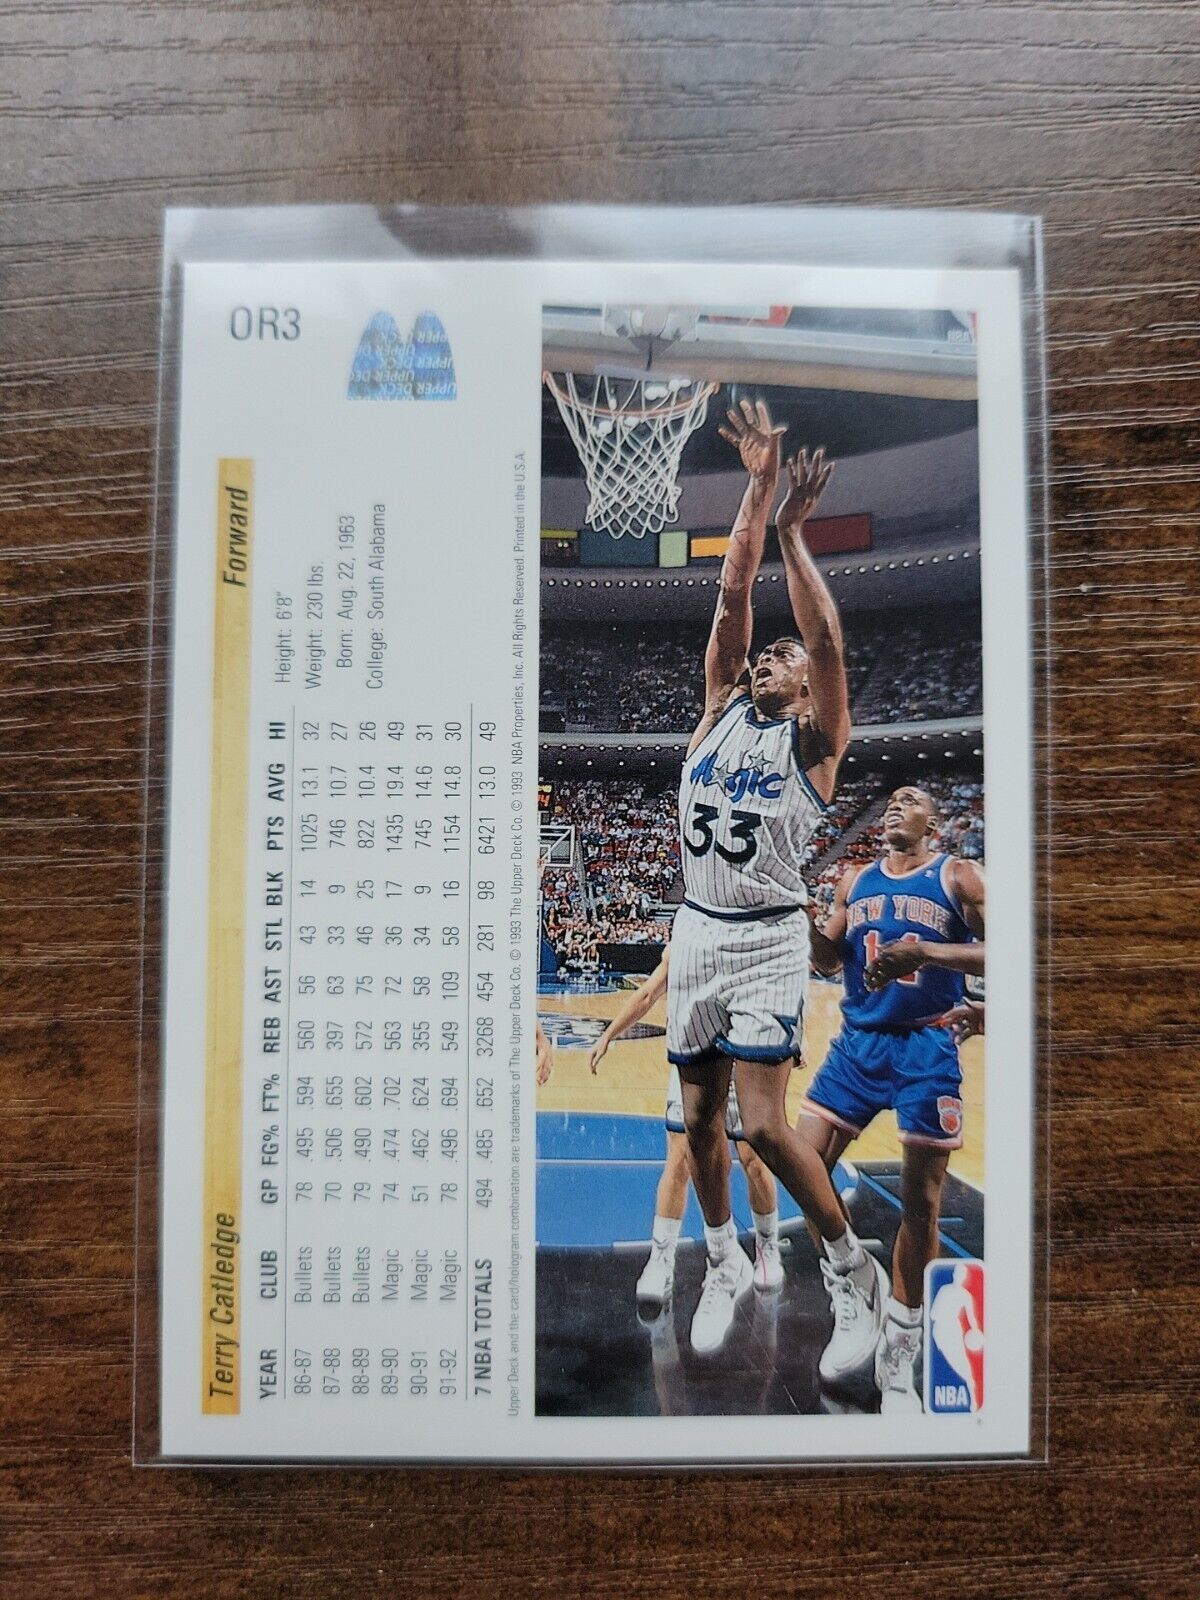 OR3
Terry Catledge Forward
Height: 6'8"
Weight: 230 lbs.
Born: Aug. 22, 1963
College: South Alabama
YEAR CLUB GP FG% FT% REB AST STL BLK PTS AVG HI
86-87 Bullets 78 .495 .594 560 56 43 14 1025 13.1 32
87-88 Bullets 70 .506 .655 397 63 33 9 746 10.7 27
88-89 Bullets 79 .490 .602 572 75 46 25 822 10.4 26
89-90 Magic 74 .474 .702 563 72 36 17 1435 19.4 49
90-91 Magic 51 .462 .624 355 58 34 9 745 14.6 31
91-92 Magic 78 .496 .694 549 109 58 16 1154 14.8 30
7 NBA TOTALS 494 .485 .652 3268 454 281 98 6421 13.0 49
Upper Deck and the card/hologram combination are trademarks of The Upper Deck Co. © 1993 The Upper Deck Co. © 1993 NBA Properties, Inc. All Rights Reserved. Printed in the U.S.A.
UPPER DECK
UPPER DECK
UPPER DECK
UPPER DECK
Magic
33
NEW YORK
NBA